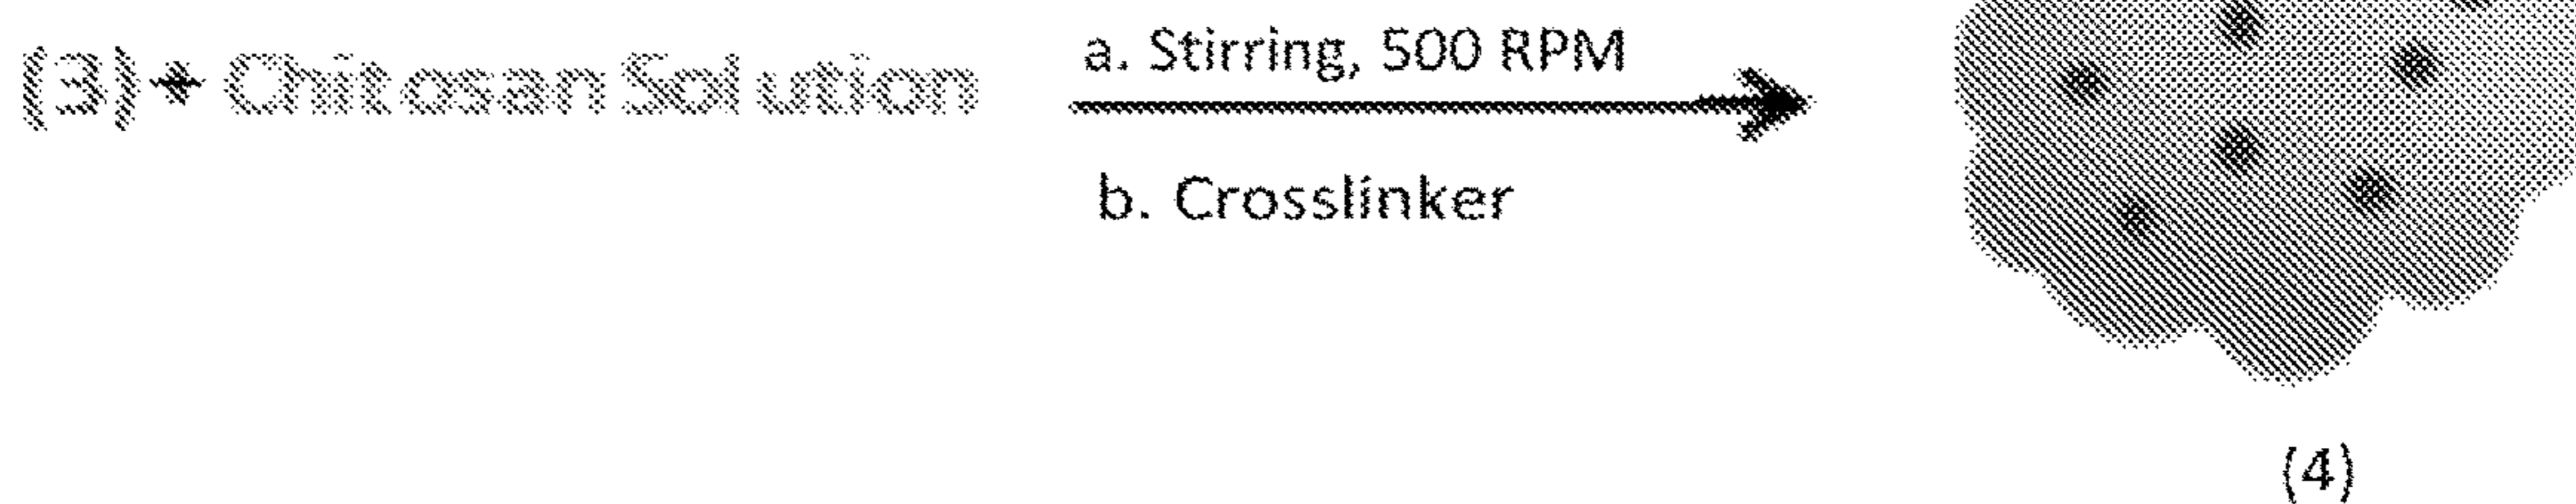 a. Stirring, 500 RPM
(3) + Chitosan Solution
b. Crosslinker
(4)